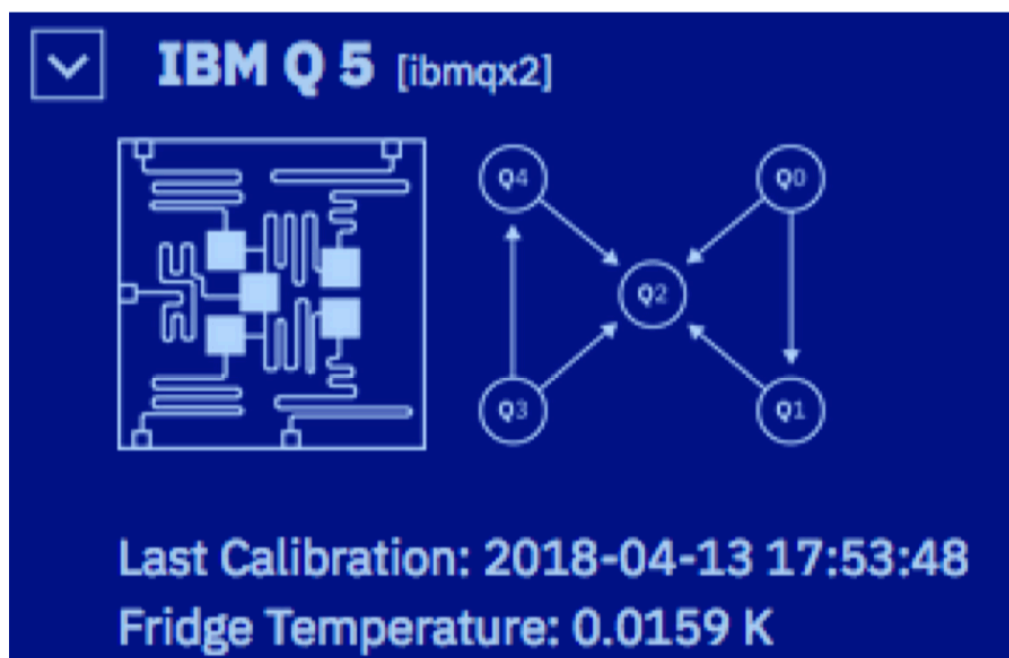 IBM Q 5 [ibmqx2]
Q4 Q0
Q2
Q3 Q1
Last Calibration: 2018-04-13 17:53:48
Fridge Temperature: 0.0159 K